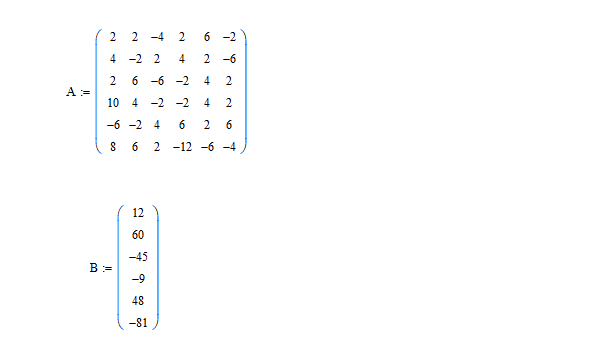 2 2 −4 2 6 −2
4 −2 2 4 2 −6
2 6 −6 −2 4 2
A := 10 4 −2 −2 4 2
−6 −2 4 6 2 6
8 6 2 −12 −6 −4
12
60
−45
B := −9
48
−81